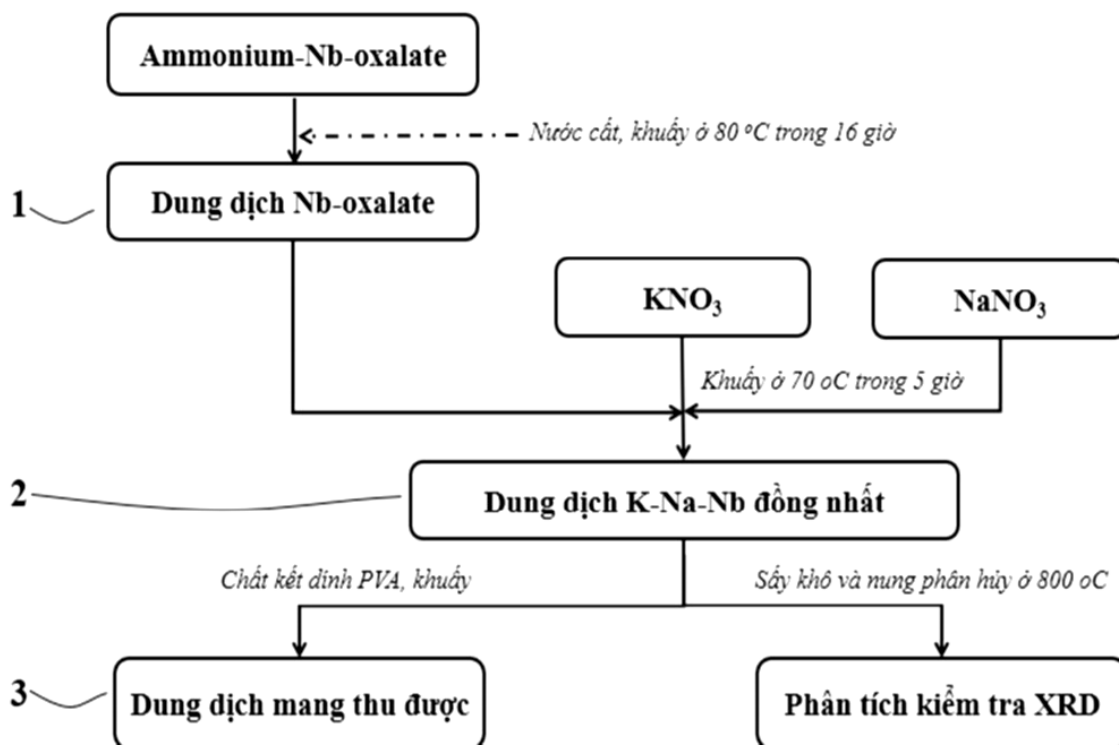 Ammonium-Nb-oxalate
Nước cất, khuấy ở 80 °C trong 16 giờ
1
Dung dịch Nb-oxalate
KNO₃
NaNO₃
Khuấy ở 70 oC trong 5 giờ
2
Dung dịch K-Na-Nb đồng nhất
Chất kết dính PVA, khuấy
Sấy khô và nung phân hủy ở 800 oC
3
Dung dịch mang thu được
Phân tích kiểm tra XRD